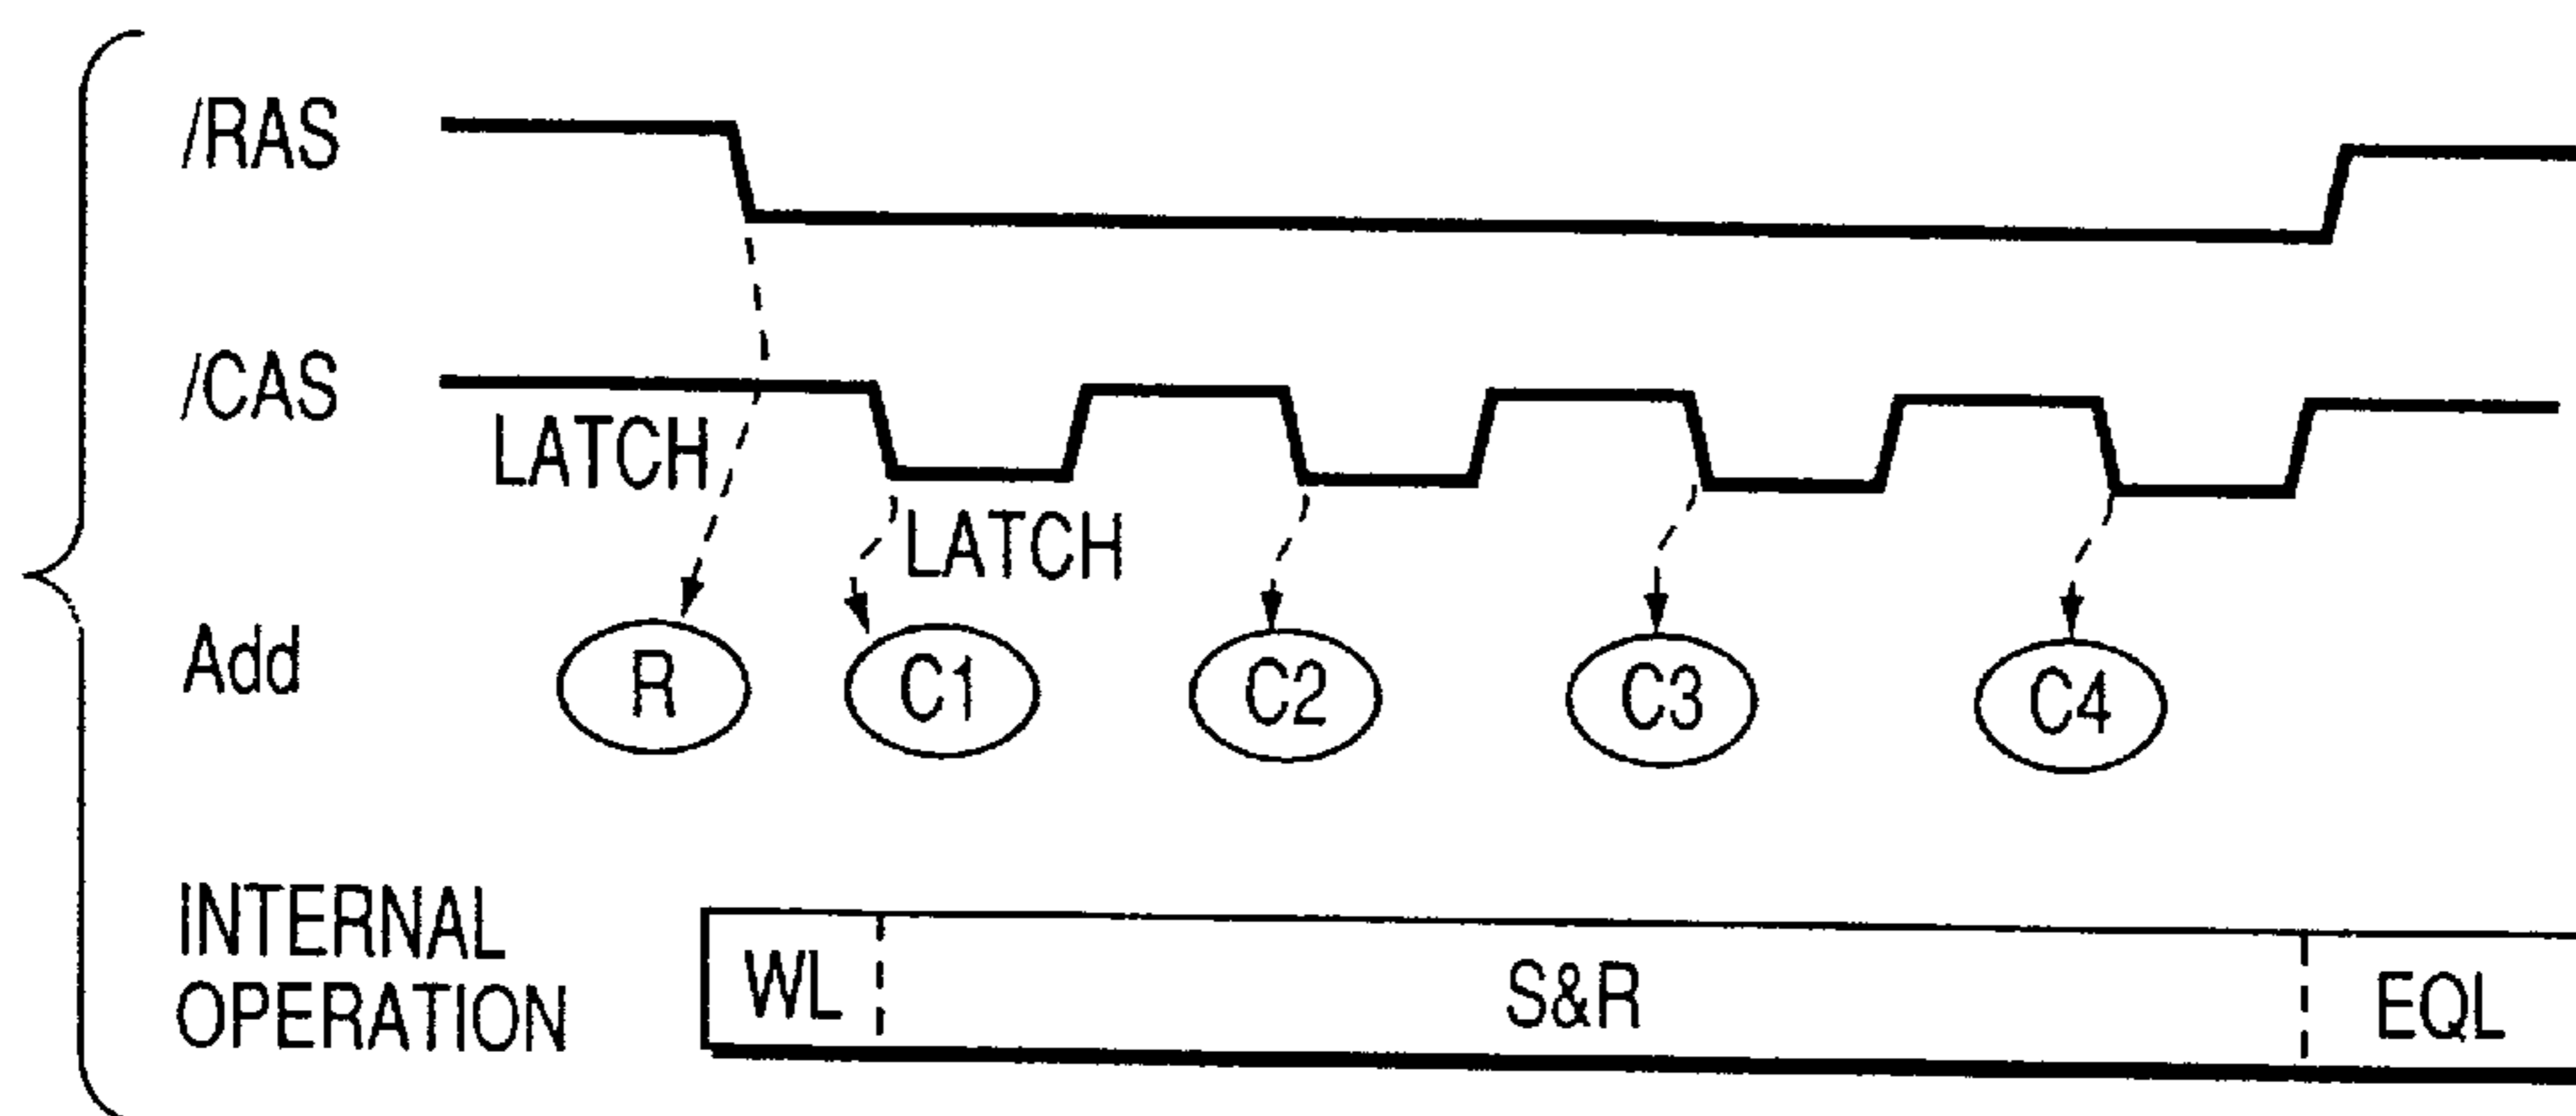 /RAS
/CAS
LATCH
LATCH
Add R C1 C2 C3 C4
INTERNAL
OPERATION
WL S&R EQL